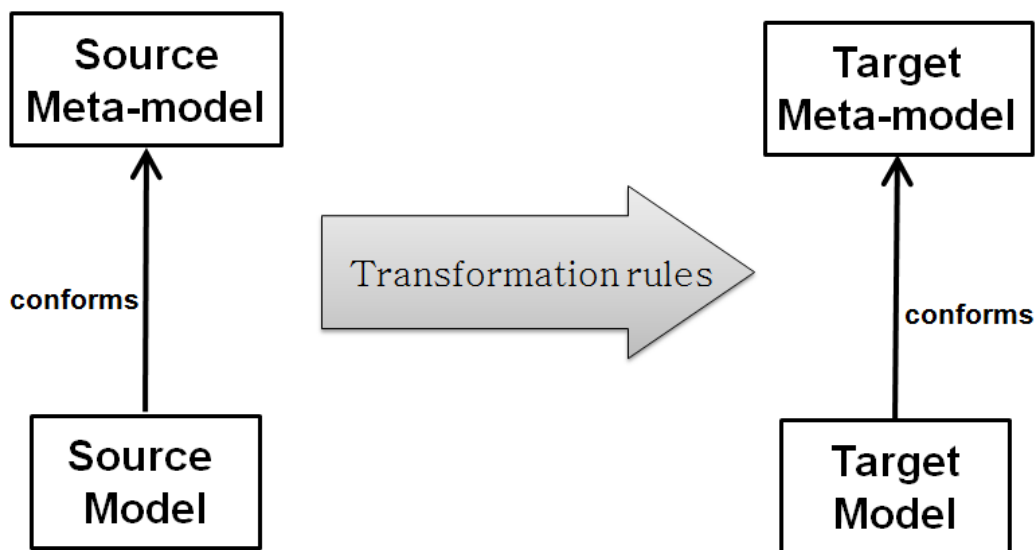 Source
Meta-model
Target
Meta-model
Transformation rules
conforms
conforms
Source
Model
Target
Model